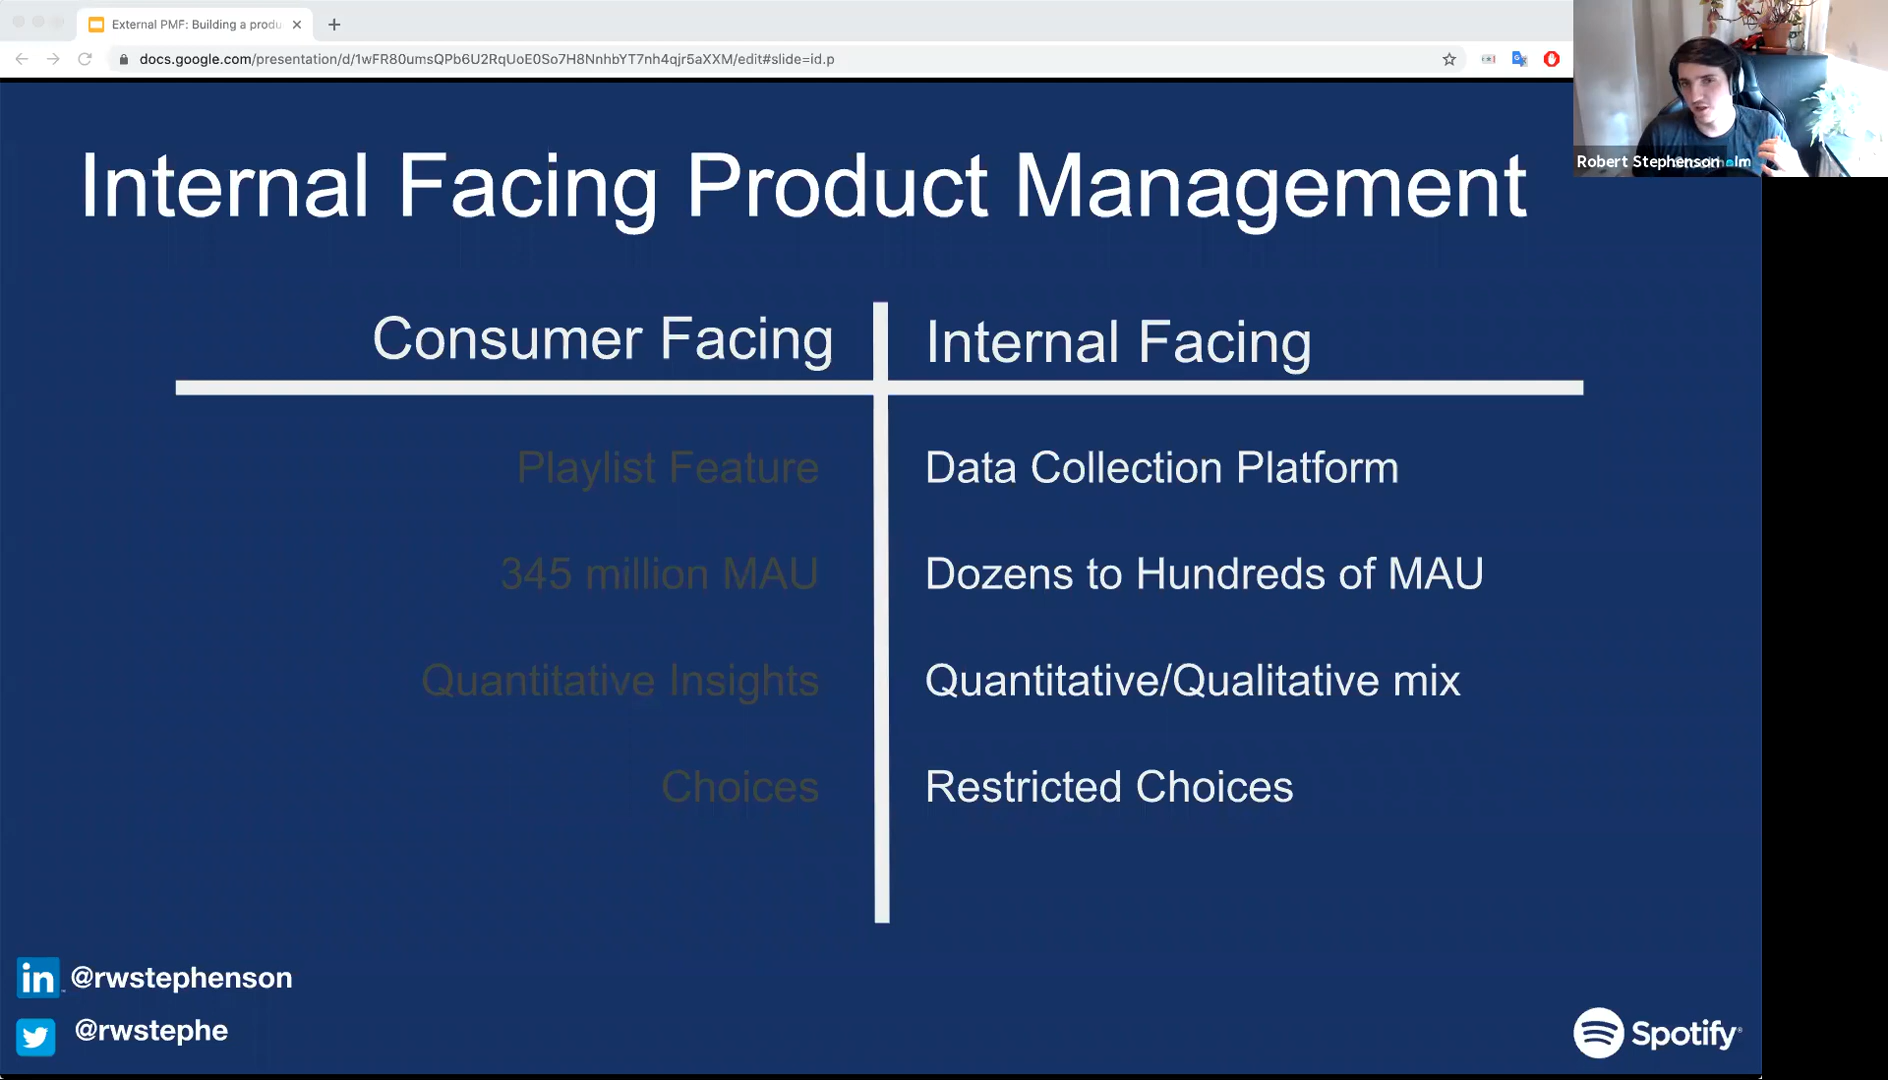 External PMF: Building a produ
docs.google.com/presentation/d/1wFR80umsQPb6U2RqUoE0So7H8NnhbYT7nh4qjr5aXXM/edit#slide=id.p
Robert Stephenson
Internal Facing Product Management
Consumer Facing
Internal Facing
Playlist Feature
Data Collection Platform
345 million MAU
Dozens to Hundreds of MAU
Quantitative Insights
Quantitative/Qualitative mix
Choices
Restricted Choices
in @rwstephenson
@rwstephe
Spotify®